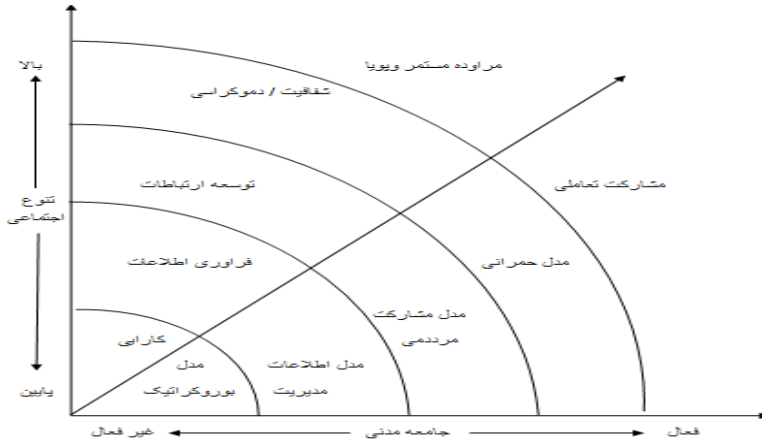 مراوده مستمر وپویا
بالا
شفافیت / دموکراسی
مشارکت تعاملی
توسعه ارتباطات
تنوع
اجتماعی
فراوری اطلاعات
مدل حمرانی
مدل مشارکت
مرددمی
کارایی
مدل اطلاعات
مدیریت
مدل
بوروکراتیک
پایین
غیر فعال
جامعه مدنی
فعال